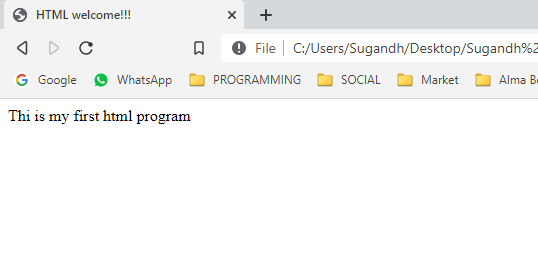 HTML welcome!!!
File C:/Users/Sugandh/Desktop/Sugandh%2
Google WhatsApp PROGRAMMING SOCIAL Market Alma Be
Thi is my first html program